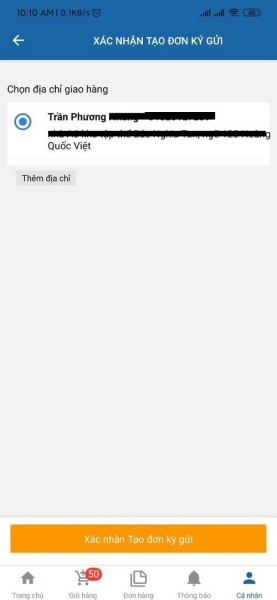 10:10 AM | 0.1KB/s
68
XÁC NHẬN TẠO ĐƠN KÝ GỬI
Chọn địa chỉ giao hàng
Trần Phương
Quốc Việt
Thêm địa chỉ
Xác nhận Tạo đơn ký gửi
50
Trang chủ
Giỏ hàng
Đơn hàng
Thông báo
Cá nhân